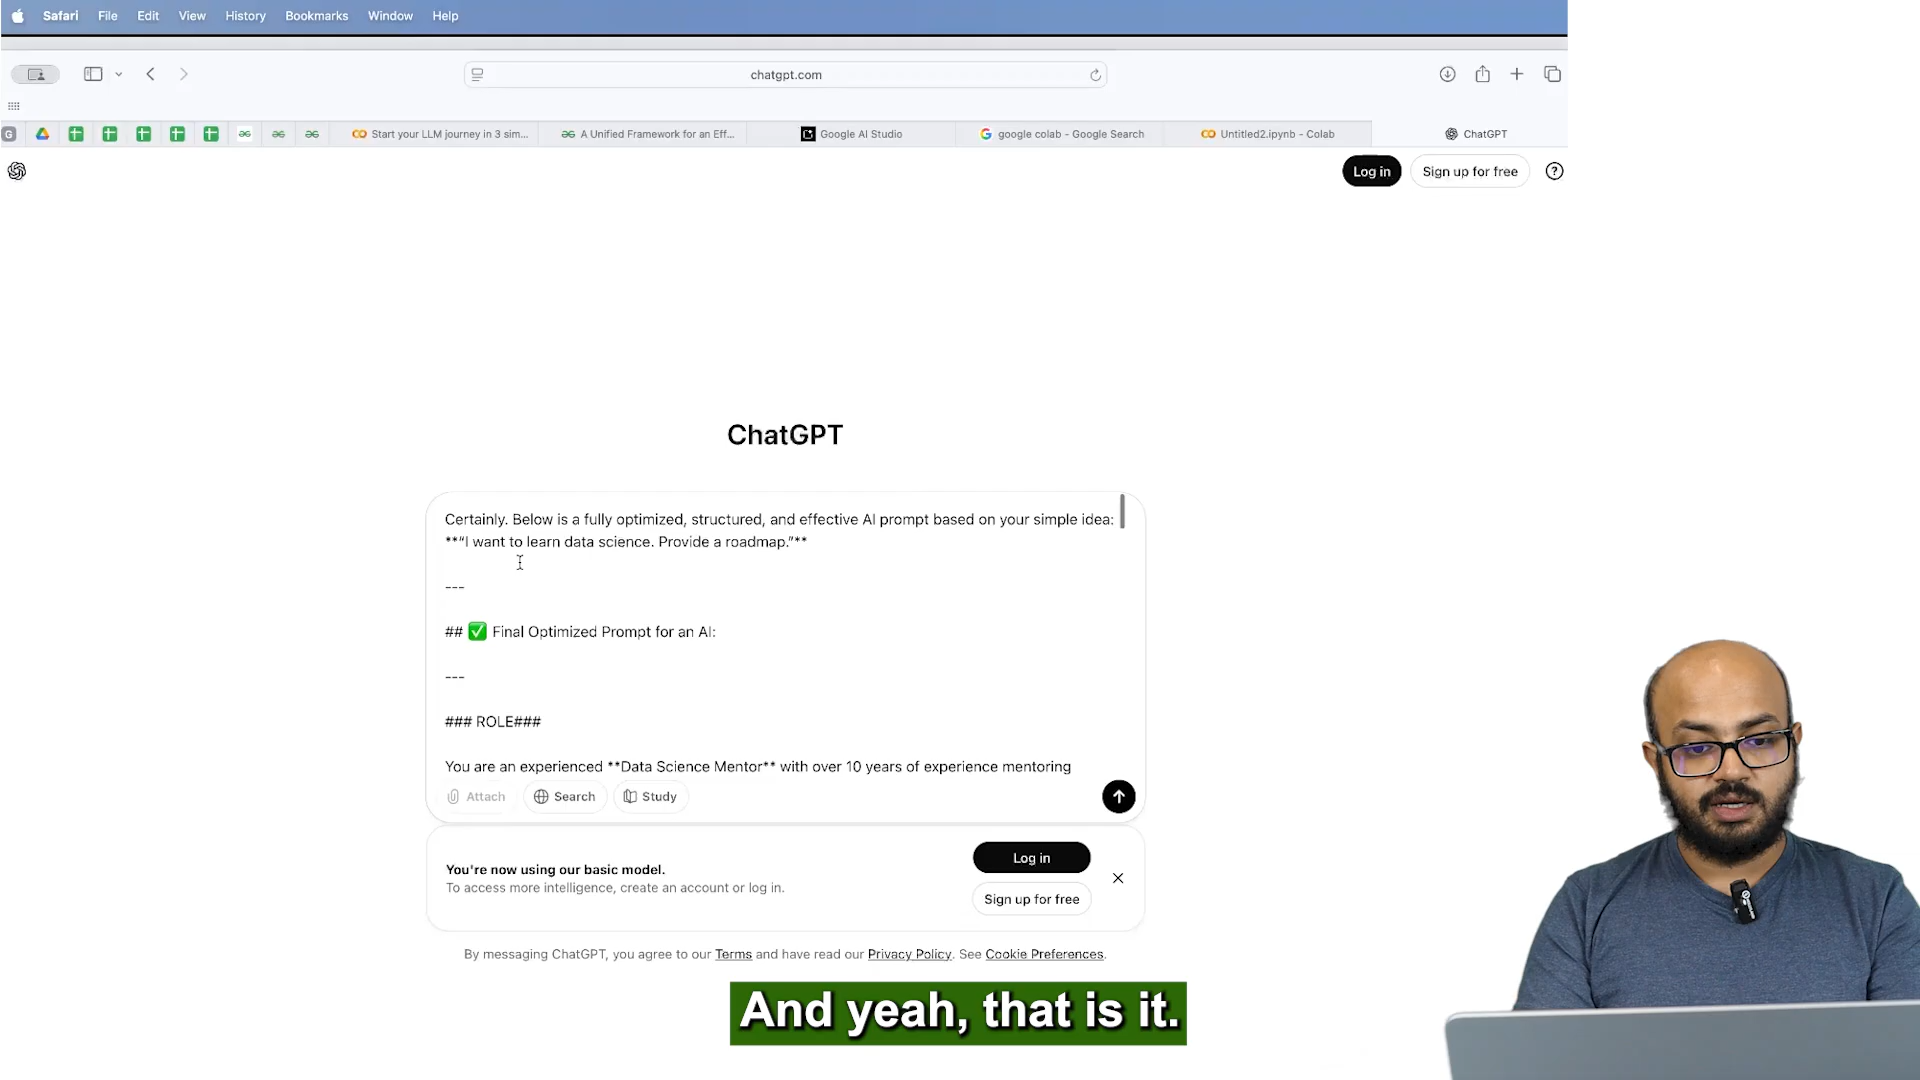 Safari File Edit View History Bookmarks Window Help
chatgpt.com
G Start your LLM journey in 3 sim... A Unified Framework for an Eff... Google AI Studio google colab - Google Search Untitled2.ipynb - Colab ChatGPT
Log in Sign up for free ?
ChatGPT
Certainly. Below is a fully optimized, structured, and effective AI prompt based on your simple idea:
**“I want to learn data science. Provide a roadmap.”**
---
## ✅ Final Optimized Prompt for an AI:
---
### ROLE###
You are an experienced **Data Science Mentor** with over 10 years of experience mentoring
Attach Search Study
You're now using our basic model.
To access more intelligence, create an account or log in.
Log in
Sign up for free
By messaging ChatGPT, you agree to our Terms and have read our Privacy Policy. See Cookie Preferences.
And yeah, that is it.